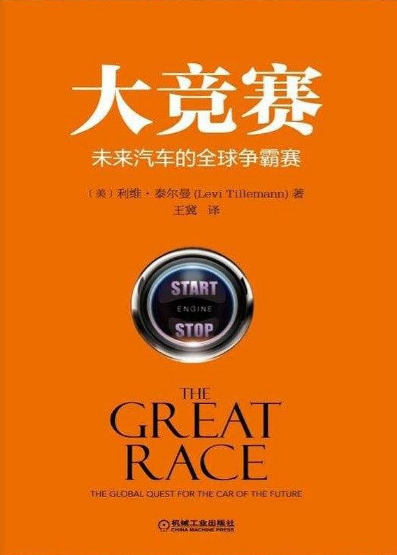 大竞赛
未来汽车的全球争霸赛
（美）利维·泰尔曼(Levi Tillemann) 著
王冀 译
START
ENGINE
STOP
THE
GREAT
RACE
THE GLOBAL QUEST FOR THE CAR OF THE FUTURE
机械工业出版社
CHINA MACHINE PRESS